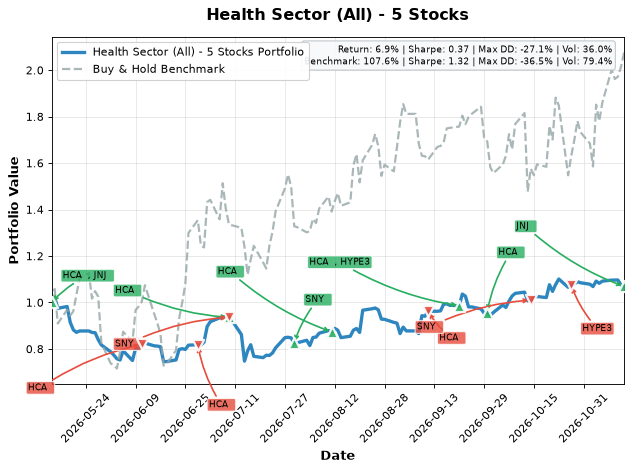 Health Sector (All) - 5 Stocks
Health Sector (All) - 5 Stocks Portfolio
Buy & Hold Benchmark
Return: 6.9% | Sharpe: 0.37 | Max DD: -27.1% | Vol: 36.0%
Benchmark: 107.6% | Sharpe: 1.32 | Max DD: -36.5% | Vol: 79.4%
Portfolio Value
2.0
1.8
1.6
1.4
1.2
1.0
0.8
JNJ
HCA
HCA , HYPE3
HCA
HCA , JNJ
HCA
SNY
SNY
SNY
HCA
HYPE3
HCA
HCA
2026-05-24
2026-06-09
2026-06-25
2026-07-11
2026-07-27
2026-08-12
2026-08-28
2026-09-13
2026-09-29
2026-10-15
2026-10-31
Date